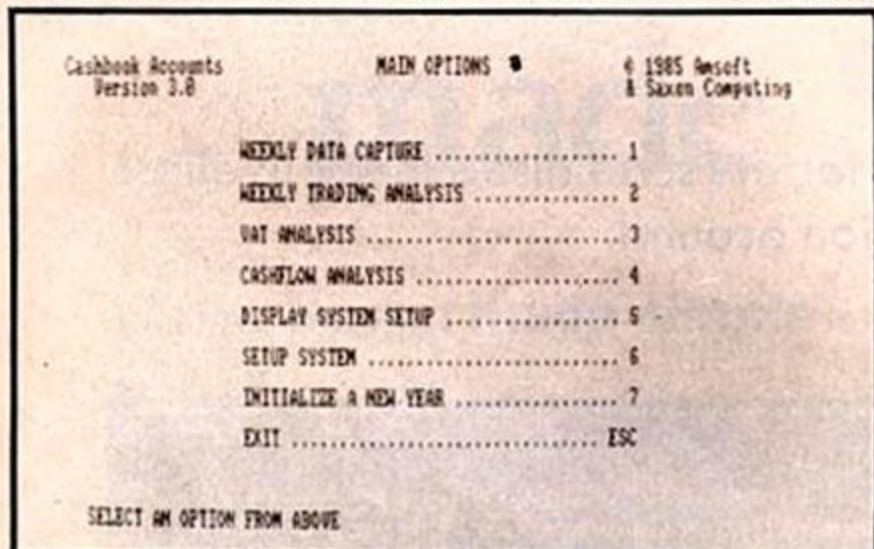 Cashbook Accounts MAIN OPTIONS © 1985 Amsoft
Version 3.0 & Saxon Computing
WEEKLY DATA CAPTURE ................... 1
WEEKLY TRADING ANALYSIS ............... 2
VAT ANALYSIS .......................... 3
CASHFLOW ANALYSIS ..................... 4
DISPLAY SYSTEM SETUP .................. 5
SETUP SYSTEM .......................... 6
INITIALIZE A NEW YEAR ................. 7
EXIT ................................ ESC
SELECT AN OPTION FROM ABOVE